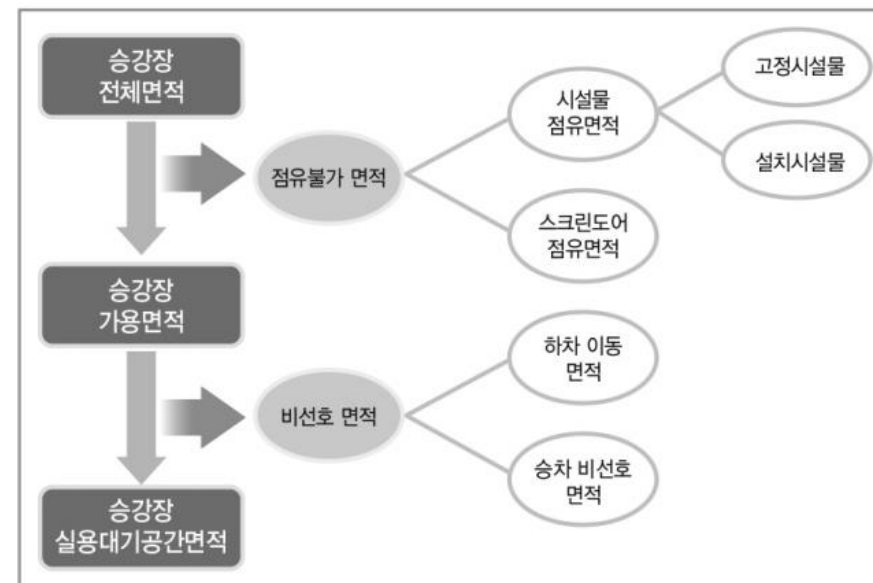 승강장
전체면적
점유불가 면적
시설물
점유면적
고정시설물
설치시설물
스크린도어
점유면적
승강장
가용면적
비선호 면적
하차 이동
면적
승차 비선호
면적
승강장
실용대기공간면적